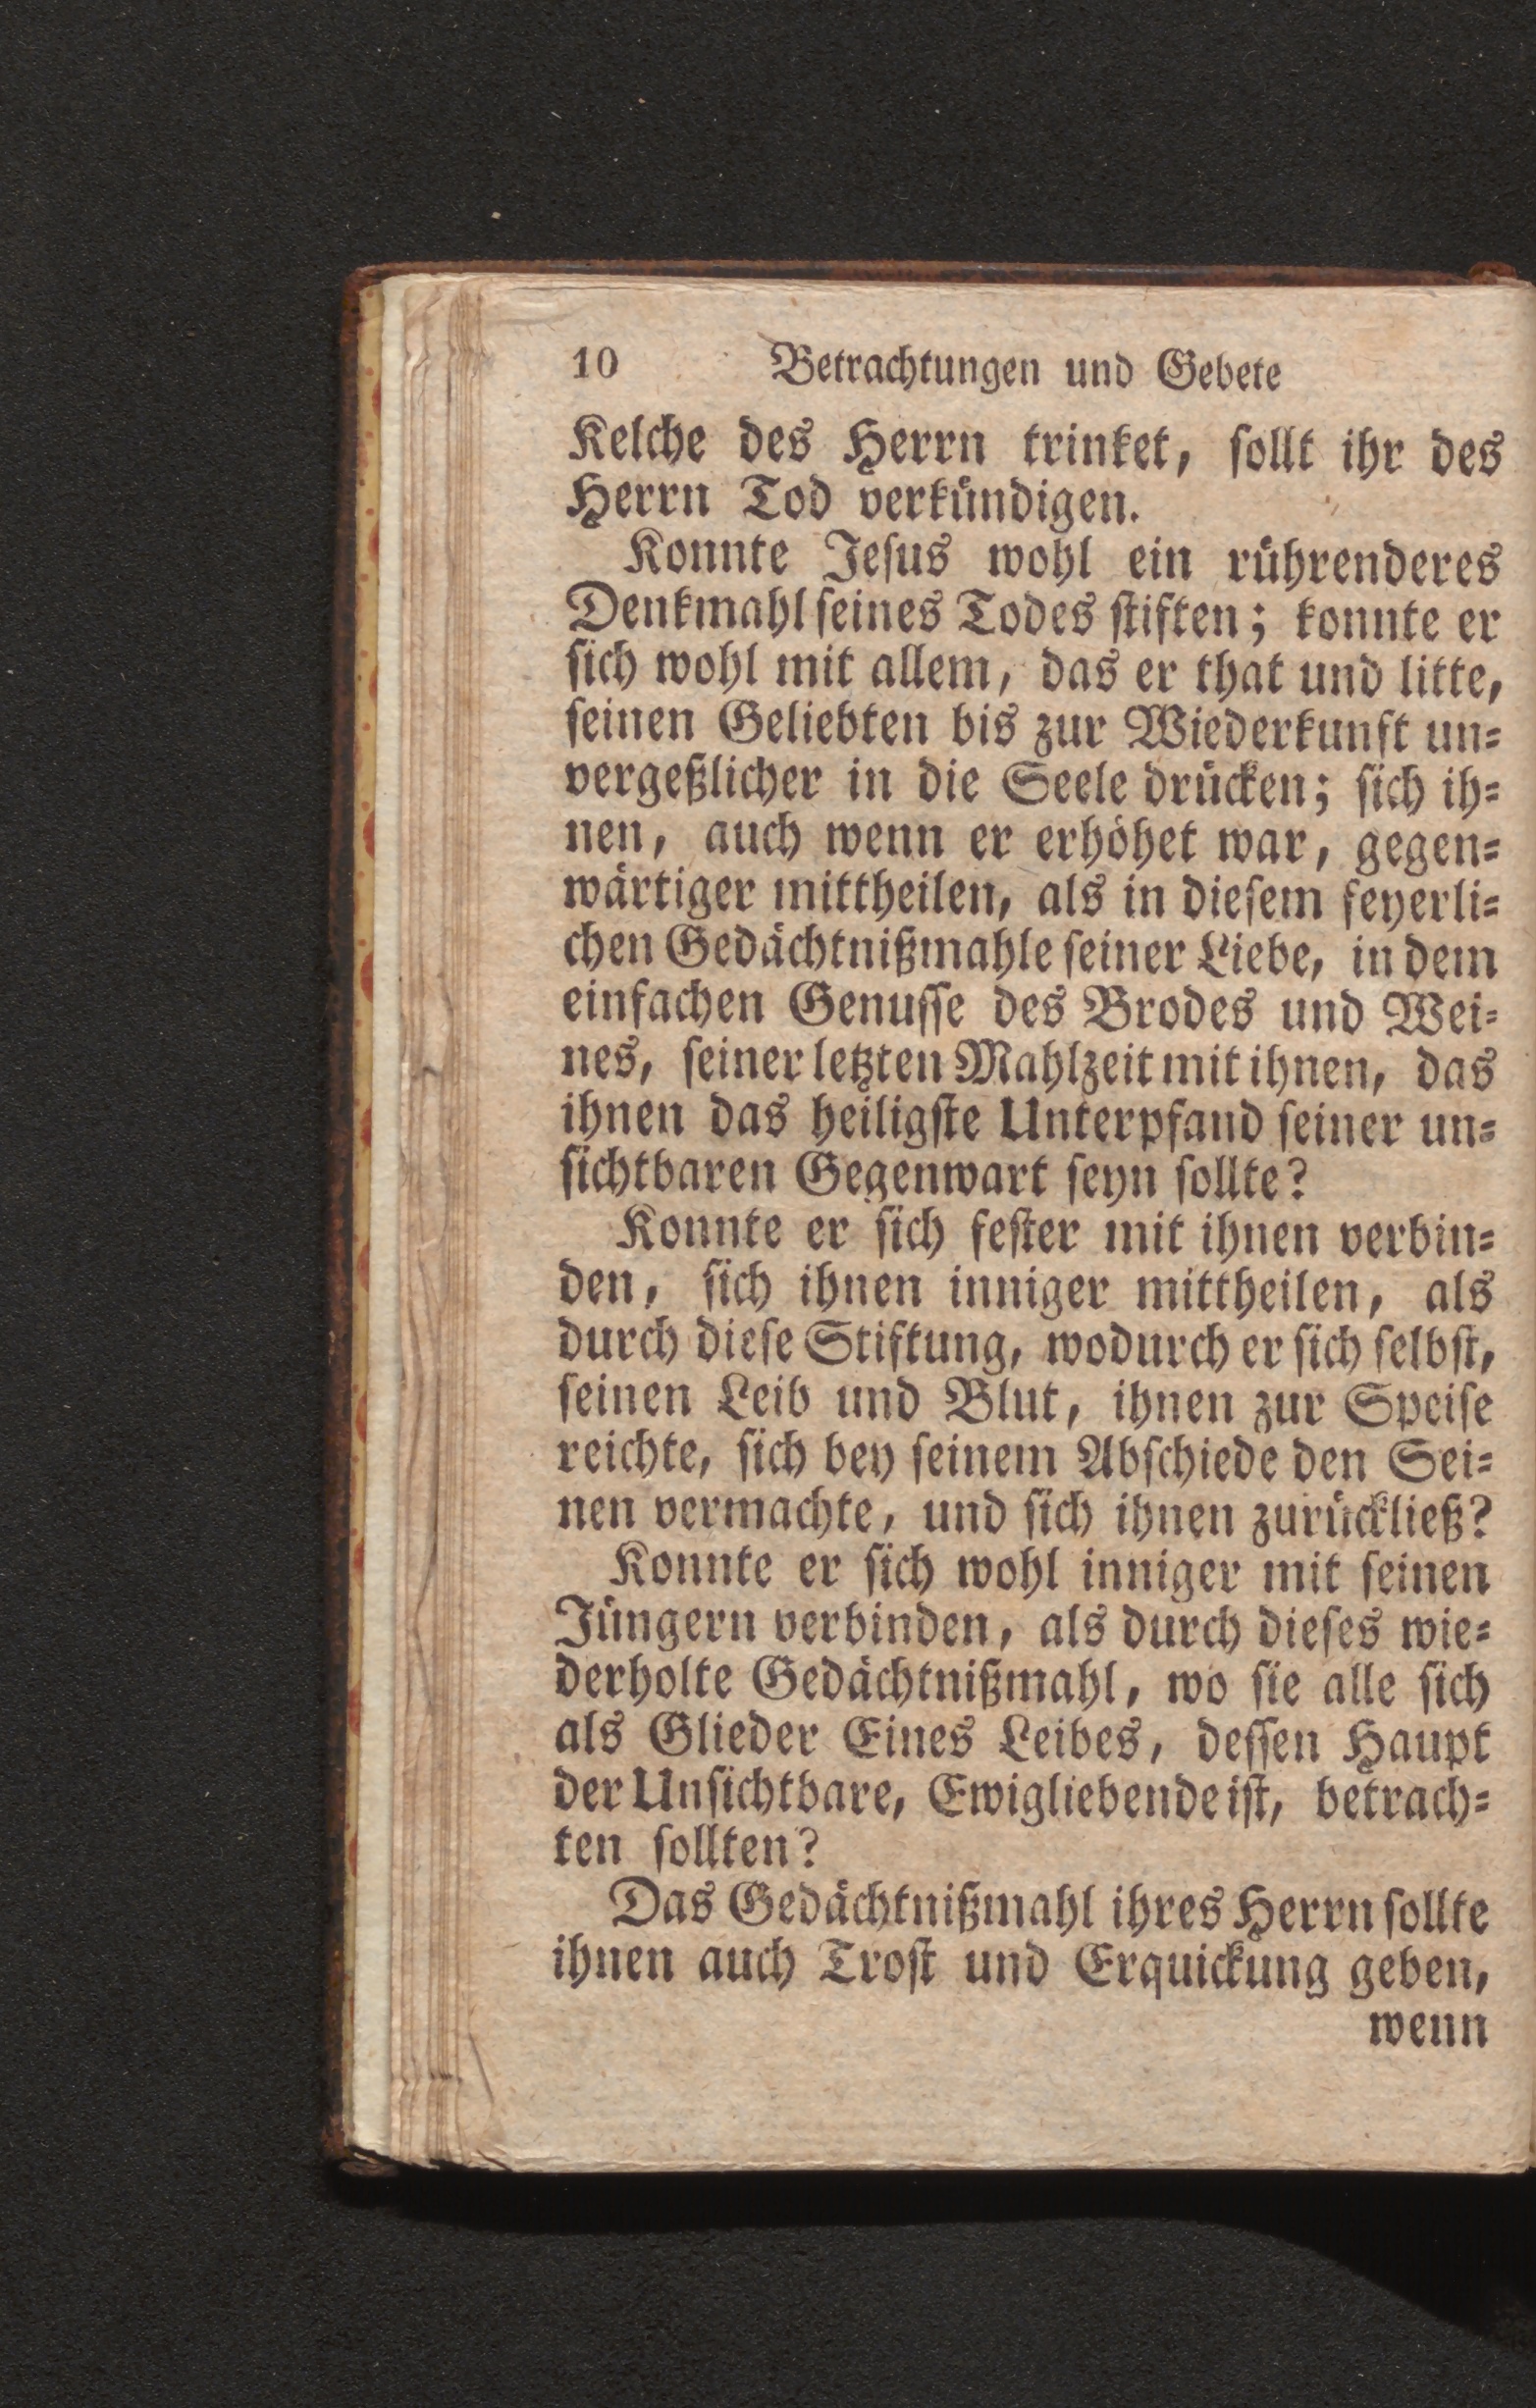 10 Betrachtungen und Gebete
Kelche des Herrn trinket, ſollt ihr des
Herrn Tod verkündigen.
Konnte Jeſus wohl ein rührenderes
Denkmahl ſeines Todes ſtiften; konnte er
ſich wohl mit allem, das er that und litte,
ſeinen Geliebten bis zur Wiederkunft un=
vergeßlicher in die Seele drücken; ſich ih=
nen, auch wenn er erhöhet war, gegen=
wärtiger mittheilen, als in dieſem feyerli=
chen Gedächtnißmahle ſeiner Liebe, in dem
einfachen Genuſſe des Brodes und Wei=
nes, ſeiner letzten Mahlzeit mit ihnen, das
ihnen das heiligſte Unterpfand ſeiner un=
ſichtbaren Gegenwart ſeyn ſollte?
Konnte er ſich feſter mit ihnen verbin=
den, ſich ihnen inniger mittheilen, als
durch dieſe Stiftung, wodurch er ſich ſelbſt,
ſeinen Leib und Blut, ihnen zur Speiſe
reichte, ſich bey ſeinem Abſchiede den Sei=
nen vermachte, und ſich ihnen zurückließ?
Konnte er ſich wohl inniger mit ſeinen
Jüngern verbinden, als durch dieſes wie=
derholte Gedächtnißmahl, wo ſie alle ſich
als Glieder Eines Leibes, deſſen Haupt
der Unſichtbare, Ewigliebende iſt, betrach=
ten ſollten?
Das Gedächtnißmahl ihres Herrn ſollte
ihnen auch Troſt und Erquickung geben,
wenn